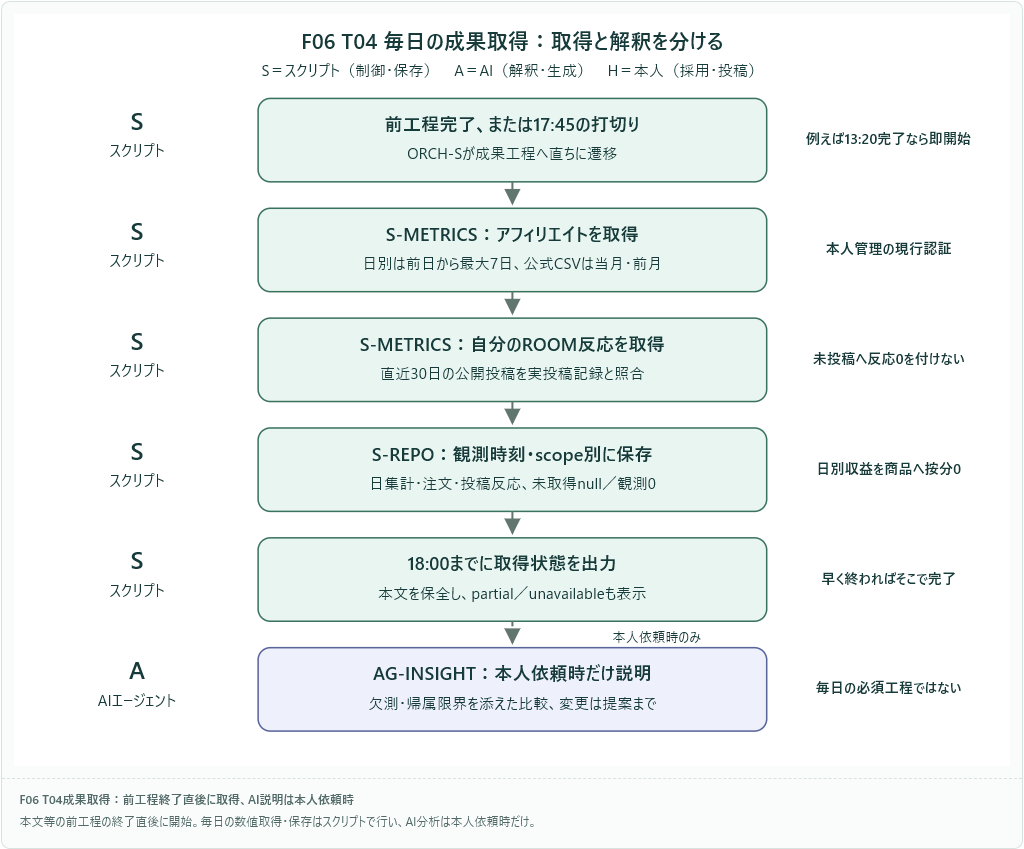 F06 T04 毎日の成果取得：取得と解釈を分ける
S＝スクリプト（制御・保存） A＝AI（解釈・生成） H＝本人（採用・投稿）
S
スクリプト
前工程完了、または17:45の打切り
ORCH-Sが成果工程へ直ちに遷移
例えば13:20完了なら即開始
S
スクリプト
S-METRICS：アフィリエイトを取得
日別は前日から最大7日、公式CSVは当月・前月
本人管理の現行認証
S
スクリプト
S-METRICS：自分のROOM反応を取得
直近30日の公開投稿を実投稿記録と照合
未投稿へ反応0を付けない
S
スクリプト
S-REPO：観測時刻・scope別に保存
日集計・注文・投稿反応、未取得null／観測0
日別収益を商品へ按分0
S
スクリプト
18:00までに取得状態を出力
本文を保全し、partial／unavailableも表示
早く終わればそこで完了
本人依頼時のみ
A
AIエージェント
AG-INSIGHT：本人依頼時だけ説明
欠測・帰属限界を添えた比較、変更は提案まで
毎日の必須工程ではない
F06 T04成果取得：前工程終了直後に取得、AI説明は本人依頼時
本文等の前工程の終了直後に開始。毎日の数値取得・保存はスクリプトで行い、AI分析は本人依頼時だけ。